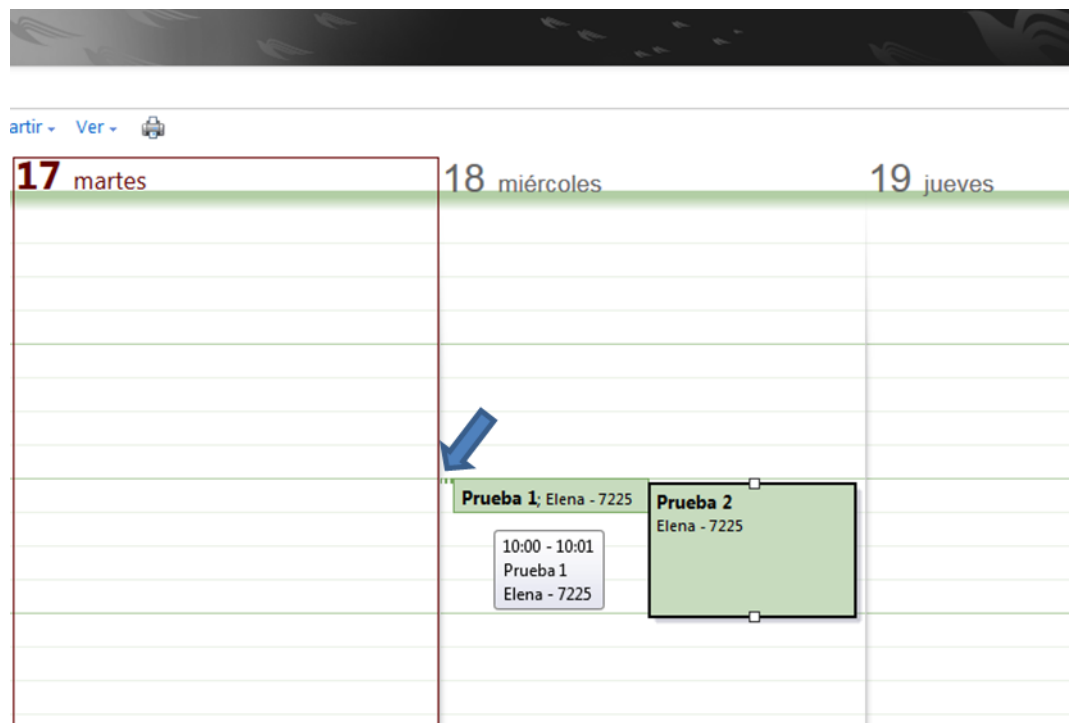 artir Ver
17 martes
18 miércoles
19 jueves
Prueba 1; Elena - 7225
Prueba 2
Elena - 7225
10:00 - 10:01
Prueba 1
Elena - 7225